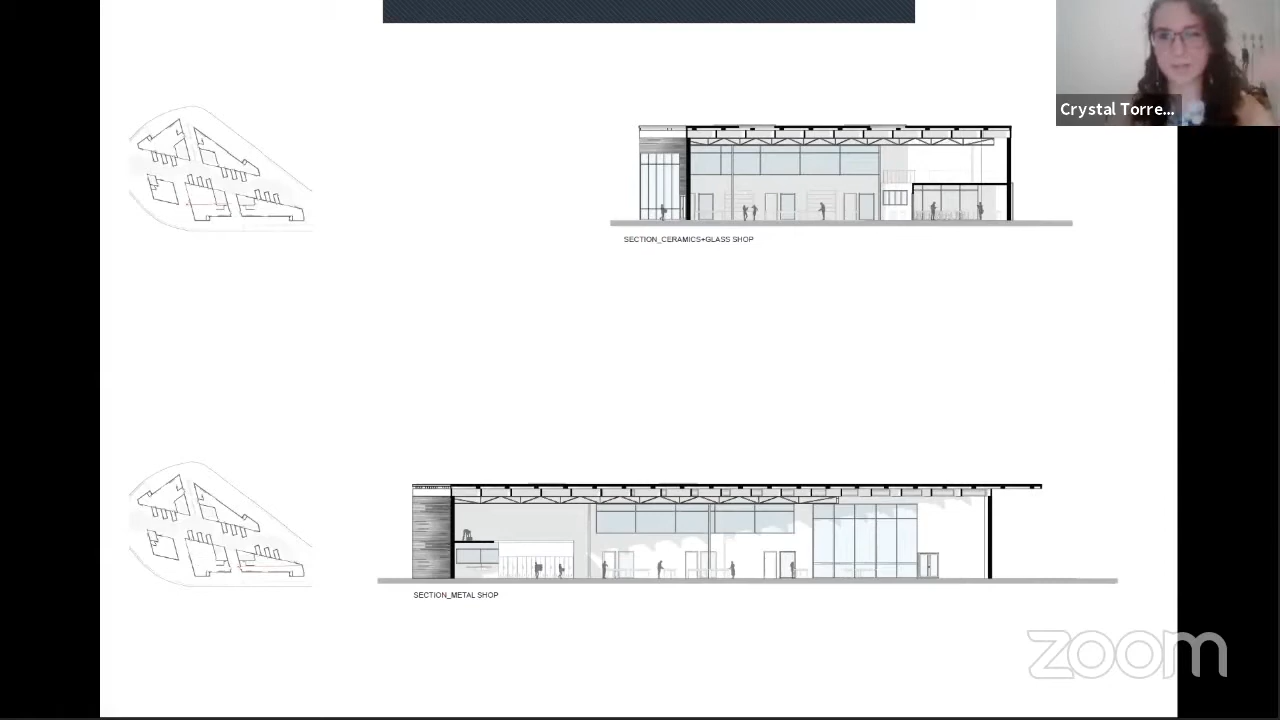 Crystal Torre...
SECTION_CERAMICS+GLASS SHOP
SECTION_METAL SHOP
zoom